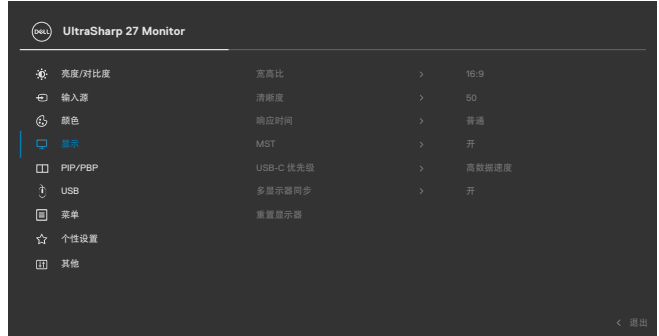 DELL UltraSharp 27 Monitor
亮度/对比度 宽高比 > 16:9
输入源 清晰度 > 50
颜色 响应时间 > 普通
显示 MST > 开
PIP/PBP USB-C 优先级 > 高数据速度
USB 多显示器同步 > 开
菜单 重置显示器
个性设置
其他
< 退出